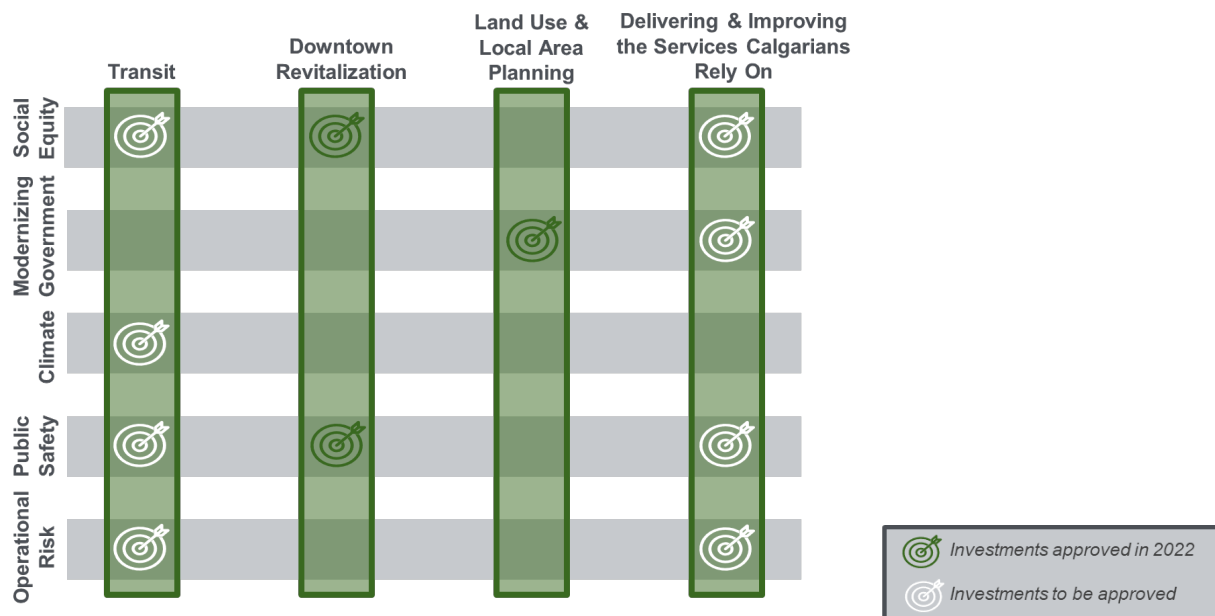 Transit
Downtown
Revitalization
Land Use &
Local Area
Planning
Delivering & Improving
the Services Calgarians
Rely On
Social
Equity
Modernizing
Government
Climate
Public
Safety
Operational
Risk
Investments approved in 2022
Investments to be approved